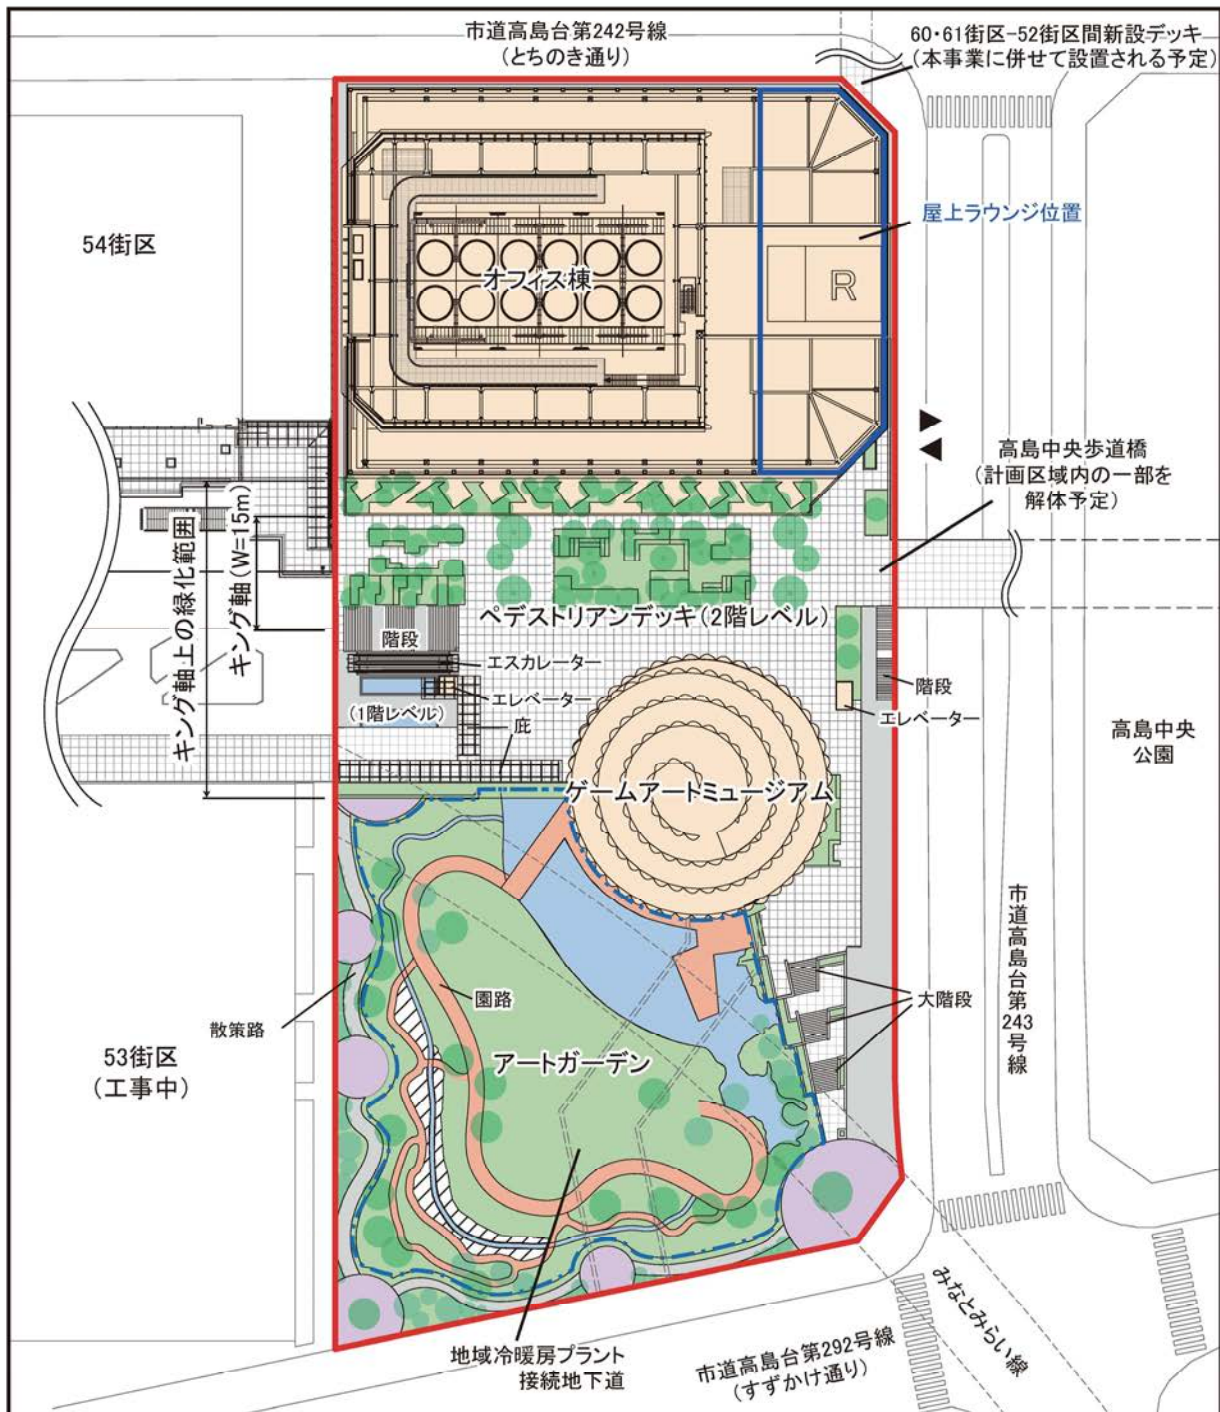 市道高島台第242号線
(とちのき通り)
60・61街区-52街区間新設デッキ
(本事業に併せて設置される予定)
54街区
屋上ラウンジ位置
オフィス棟
R
高島中央歩道橋
(計画区域内の一部を
解体予定)
キング軸上の緑化範囲
キング軸(W=15m)
ペデストリアンデッキ(2階レベル)
階段
エスカレーター
エレベーター
(1階レベル)
庇
階段
エレベーター
高島中央
公園
ゲームアートミュージアム
市道高島台第243号線
園路
大階段
散策路
53街区
(工事中)
アートガーデン
地域冷暖房プラント
接続地下道
市道高島台第292号線
(すずかけ通り)
みなとみらい線